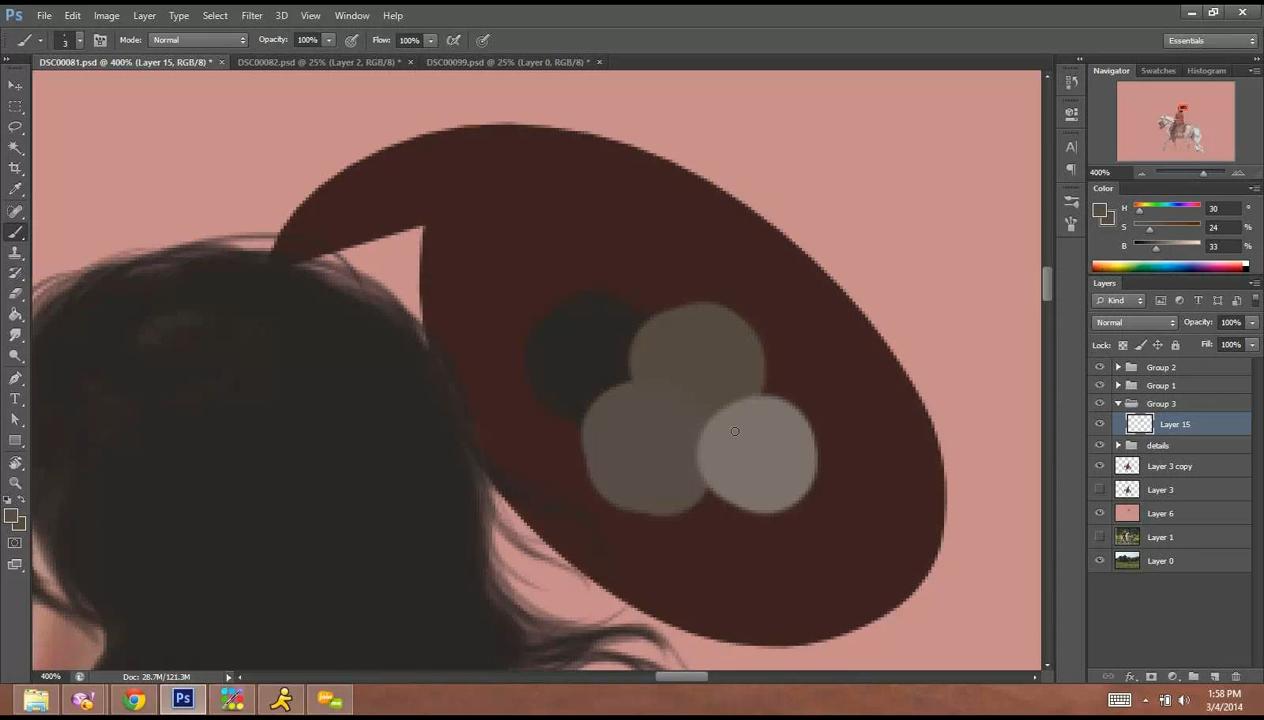 Ps File Edit Image Layer Type Select Filter 3D View Window Help
3 Mode: Normal Opacity: 100% Flow: 100% Essentials
DSC00081.psd @ 400% (Layer 15, RGB/8) * × DSC00082.psd @ 25% (Layer 2, RGB/8) * × DSC00099.psd @ 25% (Layer 0, RGB/8) * ×
Navigator Swatches Histogram
400%
Color
H 30 °
S 24 %
B 33 %
Layers
Kind
Normal Opacity: 100%
Lock: Fill: 100%
Group 2
Group 1
Group 3
Layer 15
details
Layer 3 copy
Layer 3
Layer 6
Layer 1
Layer 0
400% Doc: 28.7M/121.3M
fx
Ps
1:58 PM
3/4/2014